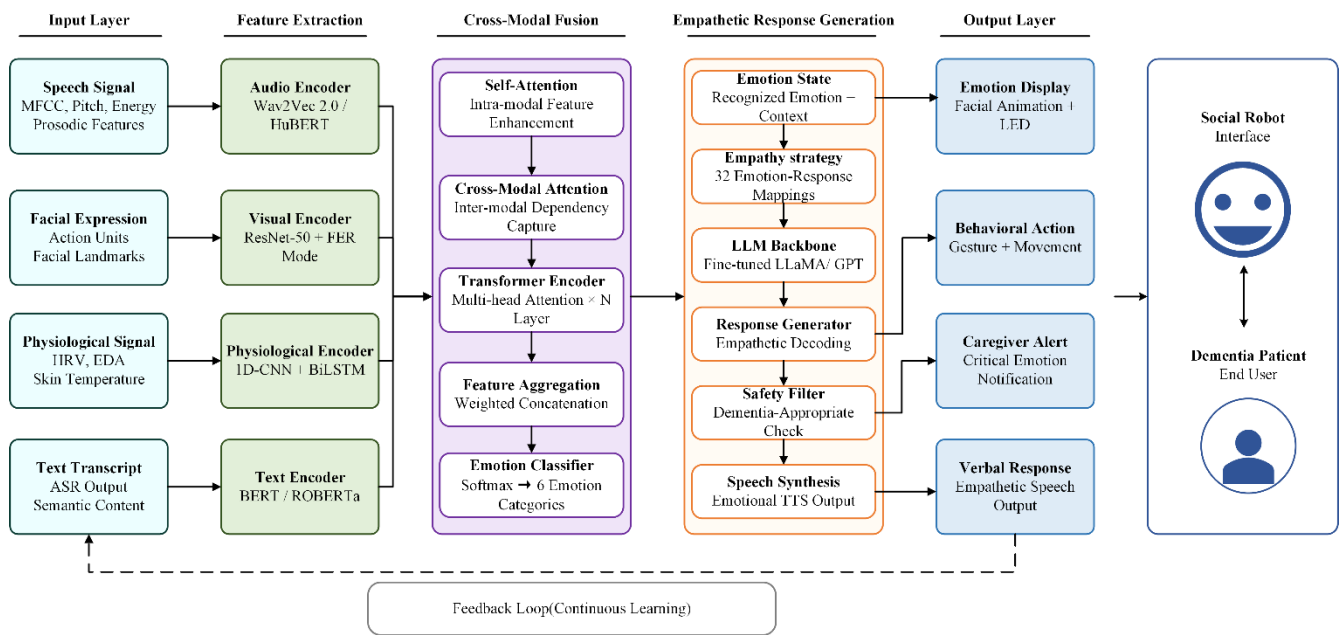 Input Layer
Feature Extraction
Cross-Modal Fusion
Empathetic Response Generation
Output Layer
Speech Signal
MFCC, Pitch, Energy
Prosodic Features
Facial Expression
Action Units
Facial Landmarks
Physiological Signal
HRV, EDA
Skin Temperature
Text Transcript
ASR Output
Semantic Content
Audio Encoder
Wav2Vec 2.0 /
HuBERT
Visual Encoder
ResNet-50 + FER
Mode
Physiological Encoder
1D-CNN + BiLSTM
Text Encoder
BERT / ROBERTa
Self-Attention
Intra-modal Feature
Enhancement
Cross-Modal Attention
Inter-modal Dependency
Capture
Transformer Encoder
Multi-head Attention × N
Layer
Feature Aggregation
Weighted Concatenation
Emotion Classifier
Softmax → 6 Emotion
Categories
Emotion State
Recognized Emotion –
Context
Empathy strategy
32 Emotion-Response
Mappings
LLM Backbone
Fine-tuned LLaMA/ GPT
Response Generator
Empathetic Decoding
Safety Filter
Dementia-Appropriate
Check
Speech Synthesis
Emotional TTS Output
Emotion Display
Facial Animation +
LED
Behavioral Action
Gesture + Movement
Caregiver Alert
Critical Emotion
Notification
Verbal Response
Empathetic Speech
Output
Social Robot
Interface
Dementia Patient
End User
Feedback Loop(Continuous Learning)